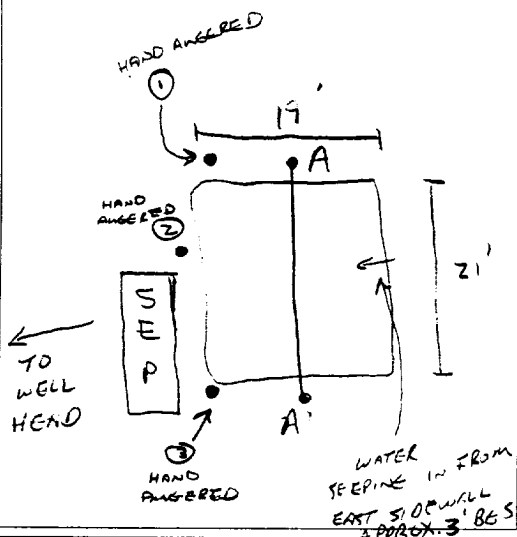 HAND AUGERED
1
19'
A
HAND
AUGERED
2
21'
SEP
TO
WELL
HEAD
A'
3
HAND
AUGERED
WATER
SEEPING IN FROM
EAST SIDEWALL
APPROX. 3' BGS